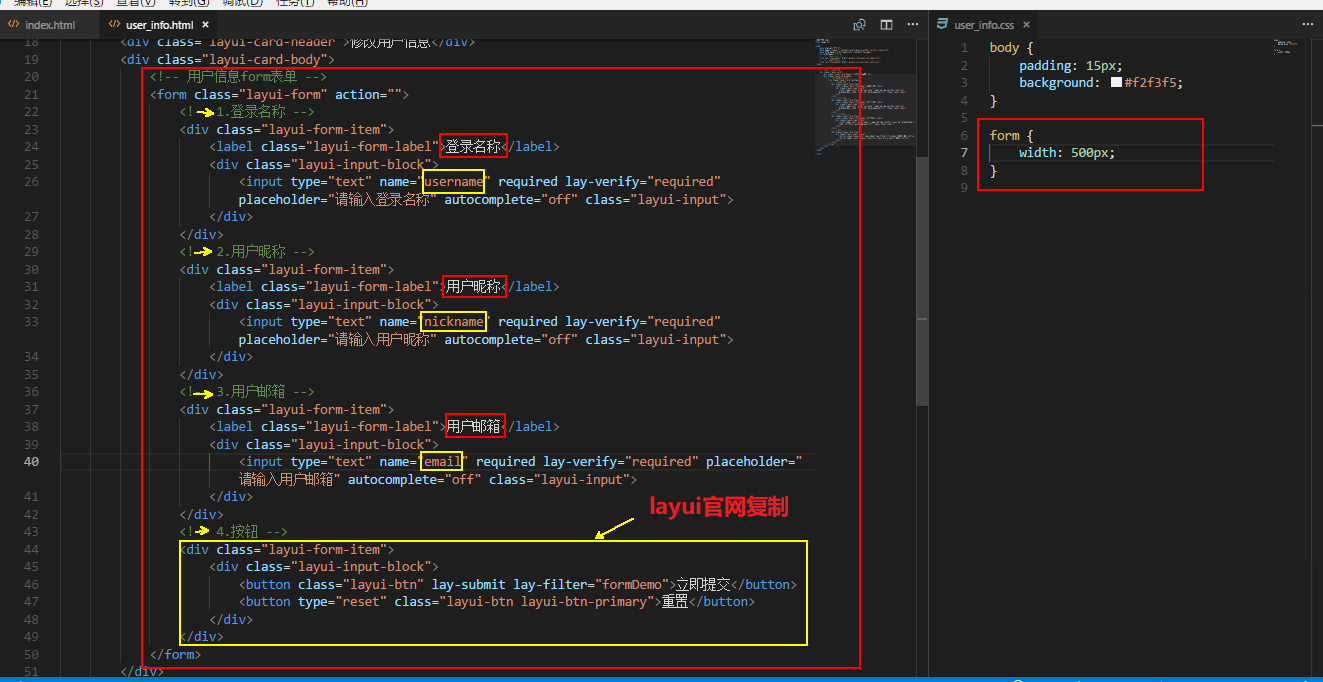 编辑(E) 选择(S) 查看(V) 转到(G) 调试(D) 任务(T) 帮助(H)
index.html
user_info.html ×
18 <div class="layui-card-header">修改用户信息</div>
19 <div class="layui-card-body">
20 <!-- 用户信息form表单 -->
21 <form class="layui-form" action="">
22 <!-- 1.登录名称 -->
23 <div class="layui-form-item">
24 <label class="layui-form-label">登录名称</label>
25 <div class="layui-input-block">
26 <input type="text" name="username" required lay-verify="required"
placeholder="请输入登录名称" autocomplete="off" class="layui-input">
27 </div>
28 </div>
29 <!-- 2.用户昵称 -->
30 <div class="layui-form-item">
31 <label class="layui-form-label">用户昵称</label>
32 <div class="layui-input-block">
33 <input type="text" name="nickname" required lay-verify="required"
placeholder="请输入用户昵称" autocomplete="off" class="layui-input">
34 </div>
35 </div>
36 <!-- 3.用户邮箱 -->
37 <div class="layui-form-item">
38 <label class="layui-form-label">用户邮箱</label>
39 <div class="layui-input-block">
40 <input type="text" name="email" required lay-verify="required" placeholder="
请输入用户邮箱" autocomplete="off" class="layui-input">
41 </div>
42 </div>
43 <!-- 4.按钮 -->
layui官网复制
44 <div class="layui-form-item">
45 <div class="layui-input-block">
46 <button class="layui-btn" lay-submit lay-filter="formDemo">立即提交</button>
47 <button type="reset" class="layui-btn layui-btn-primary">重置</button>
48 </div>
49 </div>
50 </form>
51 </div>
user_info.css ×
1 body {
2 padding: 15px;
3 background: #f2f3f5;
4 }
5
6 form {
7 width: 500px;
8 }
9